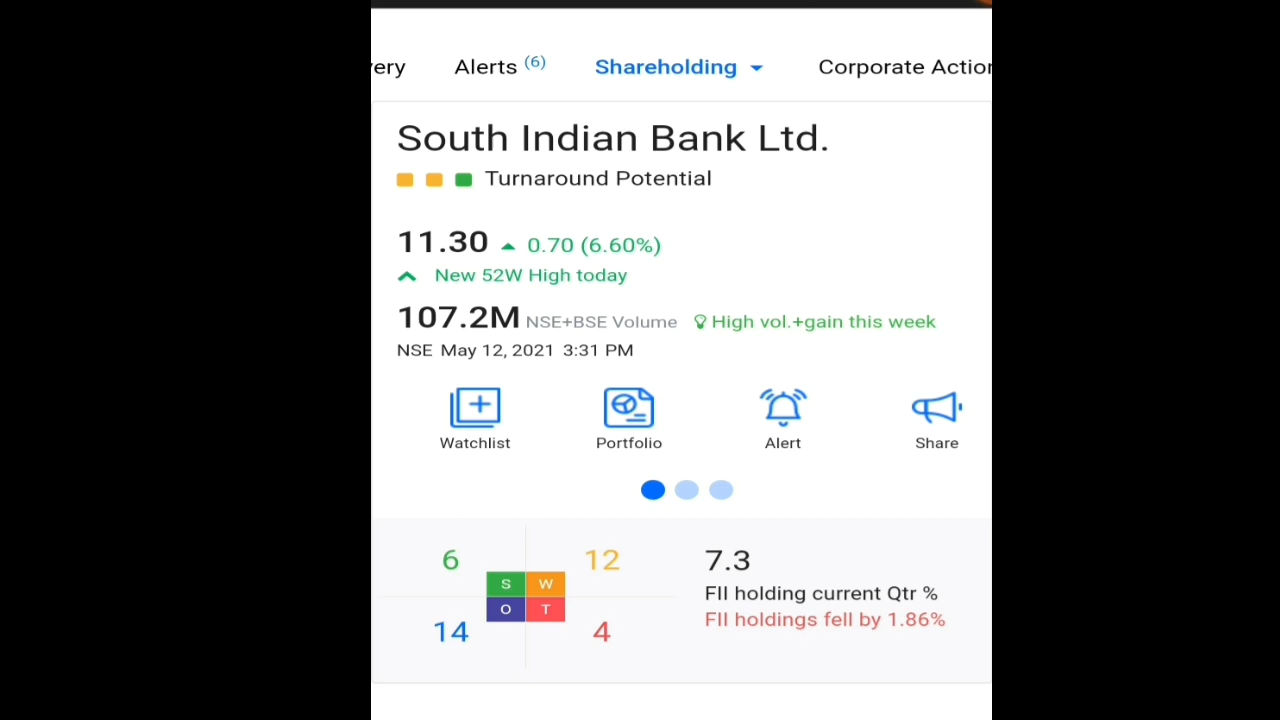 very Alerts (6) Shareholding Corporate Action
South Indian Bank Ltd.
Turnaround Potential
11.30 0.70 (6.60%)
New 52W High today
107.2M NSE+BSE Volume High vol.+gain this week
NSE May 12, 2021 3:31 PM
Watchlist Portfolio Alert Share
6 12
S W
O T
14 4
7.3
FII holding current Qtr %
FII holdings fell by 1.86%